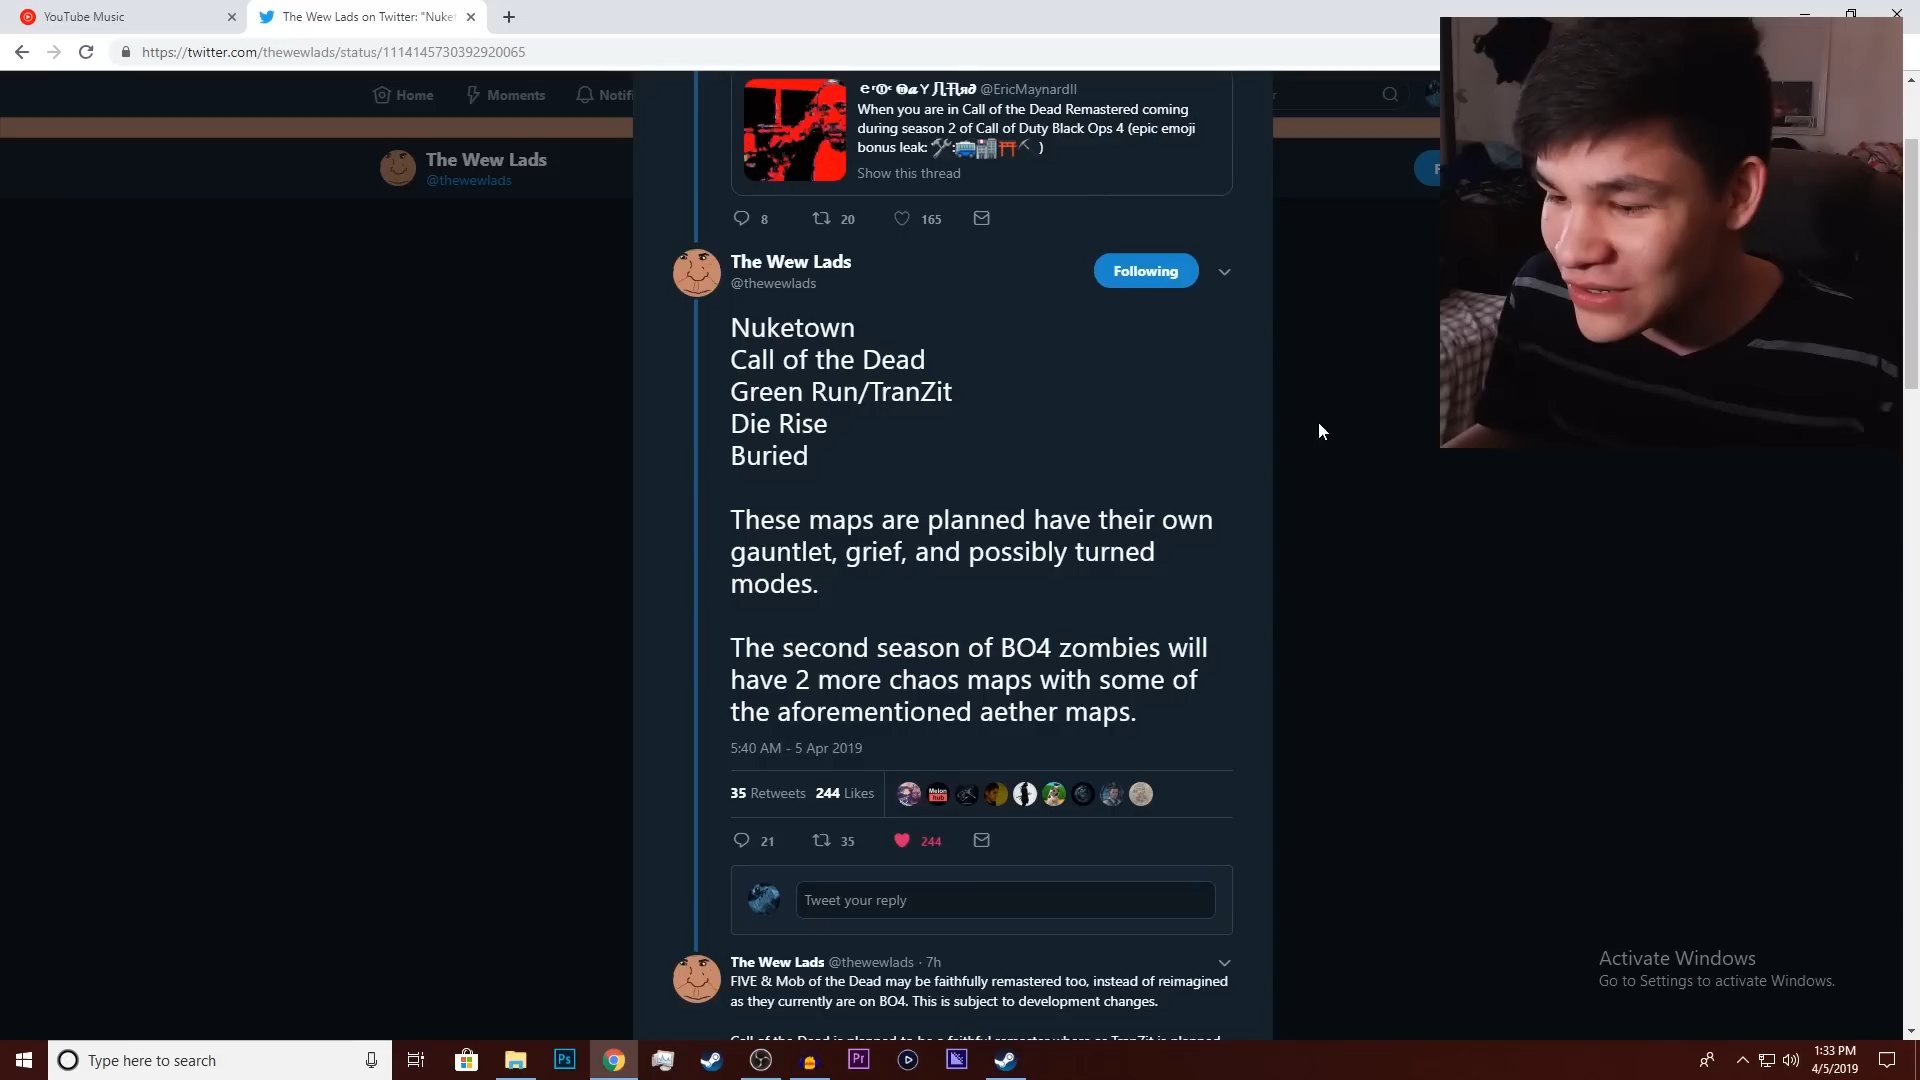 YouTube Music
The Wew Lads on Twitter: "Nuket
https://twitter.com/thewewlads/status/1114145730392920065
Home
Moments
Notifi
The Wew Lads
@thewewlads
@EricMaynardII
When you are in Call of the Dead Remastered coming
during season 2 of Call of Duty Black Ops 4 (epic emoji
bonus leak: 🛠️:🚌🏢⛩️⛏️ )
Show this thread
8 20 165
The Wew Lads
@thewewlads
Following
Nuketown
Call of the Dead
Green Run/TranZit
Die Rise
Buried
These maps are planned have their own
gauntlet, grief, and possibly turned
modes.
The second season of BO4 zombies will
have 2 more chaos maps with some of
the aforementioned aether maps.
5:40 AM - 5 Apr 2019
35 Retweets 244 Likes
21 35 244
Tweet your reply
The Wew Lads @thewewlads · 7h
FIVE & Mob of the Dead may be faithfully remastered too, instead of reimagined
as they currently are on BO4. This is subject to development changes.
Activate Windows
Go to Settings to activate Windows.
Type here to search
Ps
Pr
1:33 PM
4/5/2019